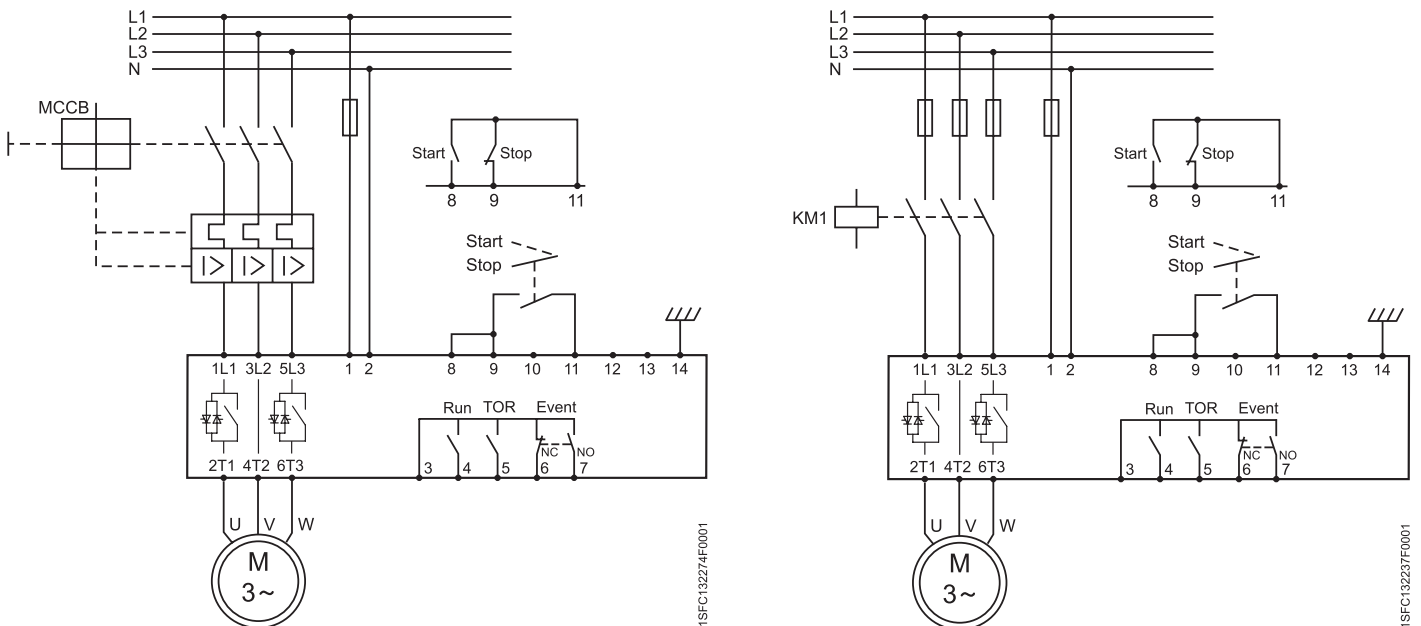 L1
L2
L3
N
MCCB
Start
Stop
8 9 11
Start
Stop
1L1 3L2 5L3 1 2 8 9 10 11 12 13 14
Run TOR Event
NC NO
2T1 4T2 6T3 3 4 5 6 7
U V W
M
3~
1SFC132274F0001
L1
L2
L3
N
Start
Stop
8 9 11
KM1
Start
Stop
1L1 3L2 5L3 1 2 8 9 10 11 12 13 14
Run TOR Event
NC NO
2T1 4T2 6T3 3 4 5 6 7
U V W
M
3~
1SFC132237F0001